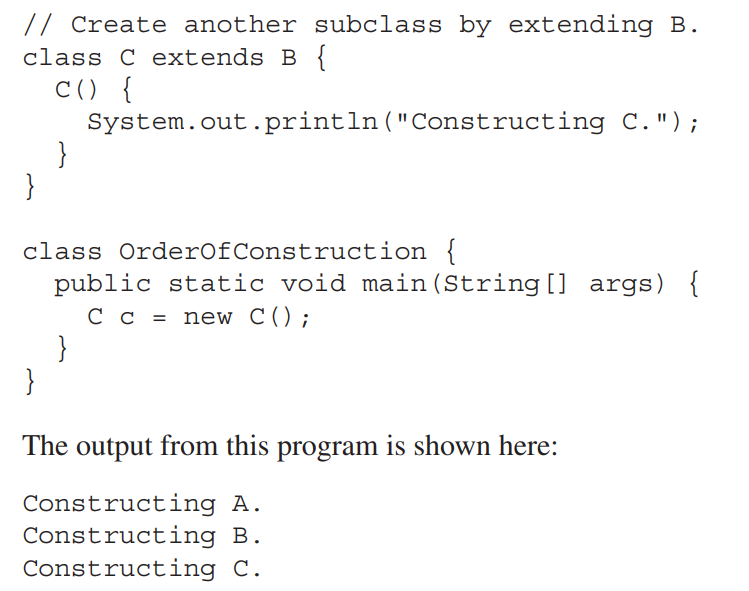 // Create another subclass by extending B.
class C extends B {
  C() {
    System.out.println("Constructing C.");
  }
}

class OrderOfConstruction {
  public static void main(String[] args) {
    C c = new C();
  }
}

The output from this program is shown here:

Constructing A.
Constructing B.
Constructing C.